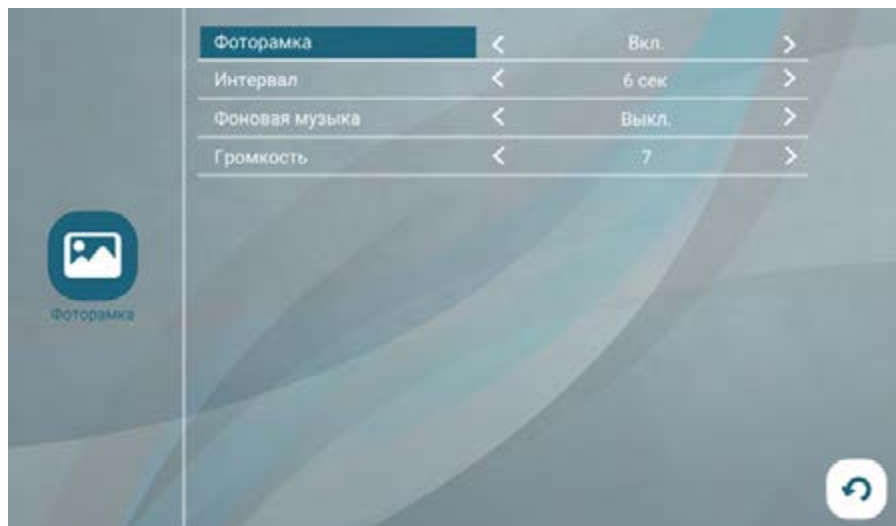 Фоторамка < Вкл. >
Интервал < 6 сек >
Фоновая музыка < Выкл. >
Громкость < 7 >
Фоторамка